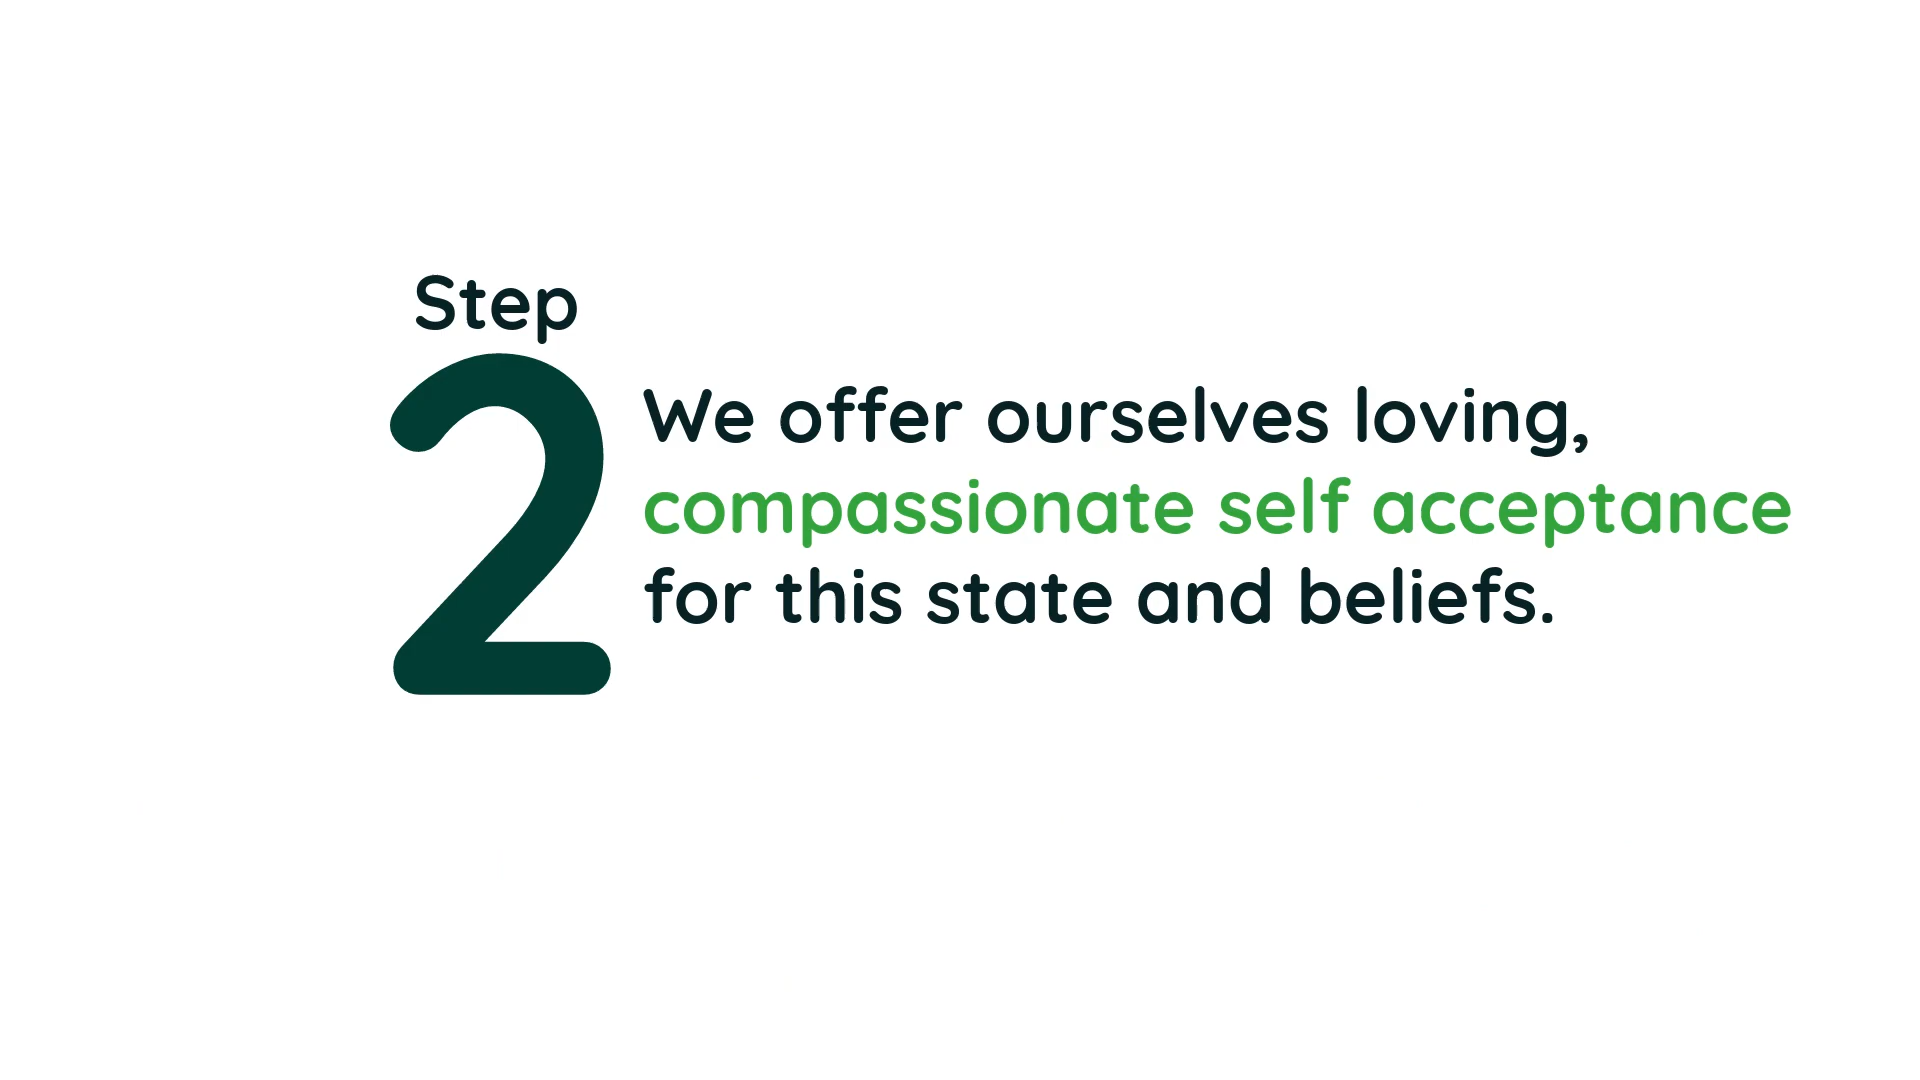 Step
2
We offer ourselves loving,
compassionate self acceptance
for this state and beliefs.